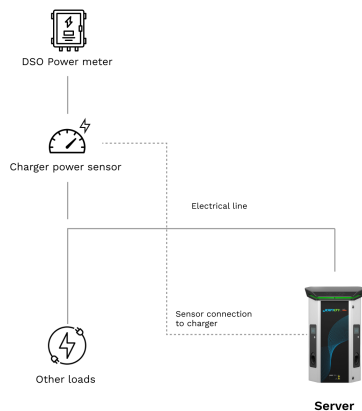 DSO Power meter
Charger power sensor
Electrical line
Sensor connection
to charger
Other loads
Server